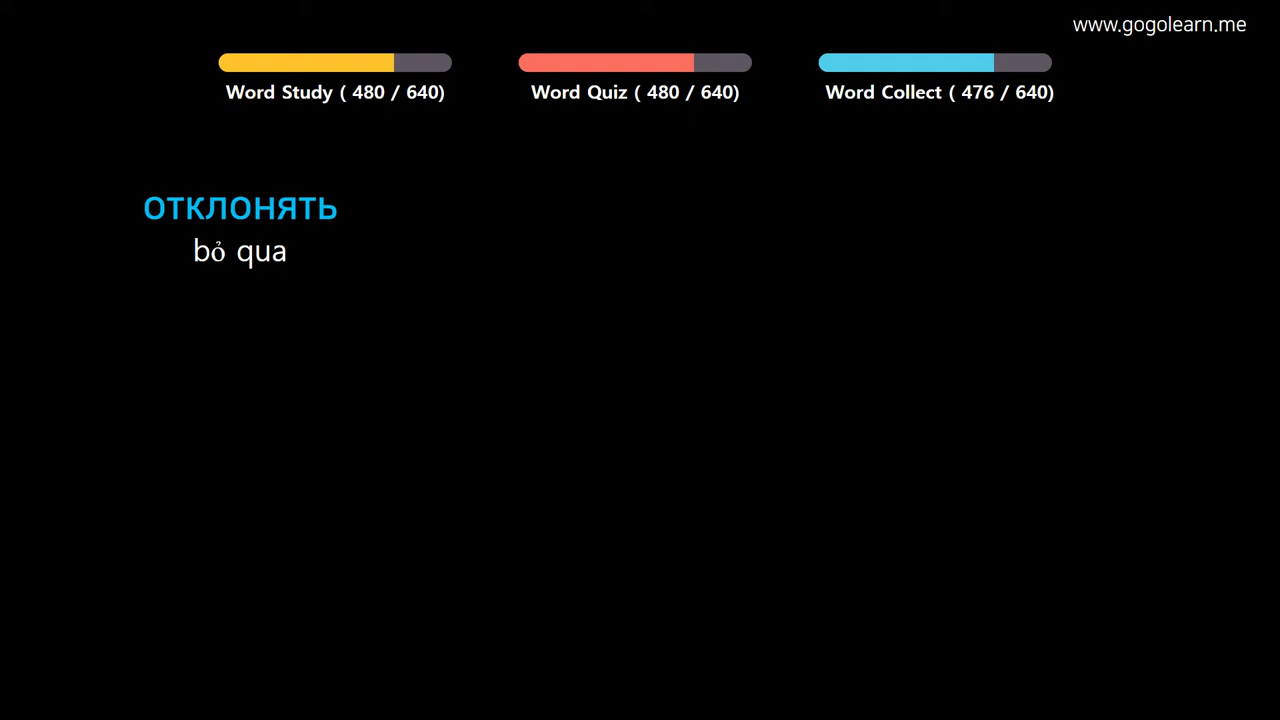 www.gogolearn.me
Word Study ( 480 / 640)
Word Quiz ( 480 / 640)
Word Collect ( 476 / 640)
ОТКЛОНЯТЬ
bỏ qua